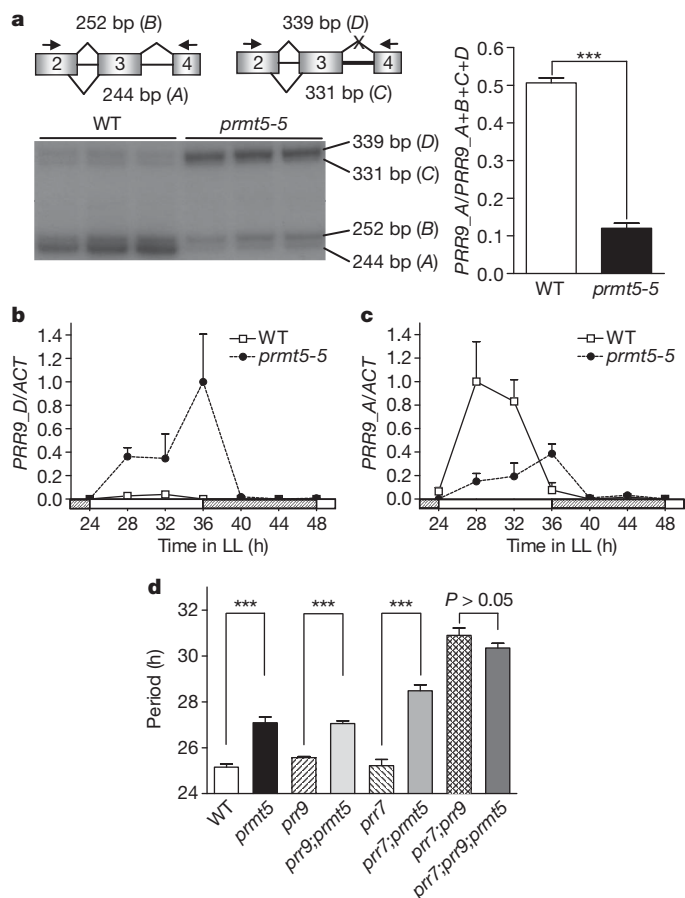 a
252 bp (B)
2 3 4
244 bp (A)
339 bp (D)
2 3 4
331 bp (C)
WT prmt5-5
339 bp (D)
331 bp (C)
252 bp (B)
244 bp (A)
PRR9_A/PRR9_A+B+C+D
0.6
0.5
0.4
0.3
0.2
0.1
0.0
***
WT prmt5-5
b
PRR9_D/ACT
1.4
1.2
1.0
0.8
0.6
0.4
0.2
0.0
WT
prmt5-5
24 28 32 36 40 44 48
Time in LL (h)
c
PRR9_A/ACT
1.4
1.2
1.0
0.8
0.6
0.4
0.2
0.0
WT
prmt5-5
24 28 32 36 40 44 48
Time in LL (h)
d
Period (h)
32
30
28
26
24
*** *** *** P > 0.05
WT
prmt5
prr9
prr9;prmt5
prr7
prr7;prmt5
prr7;prr9
prr7;prr9;prmt5